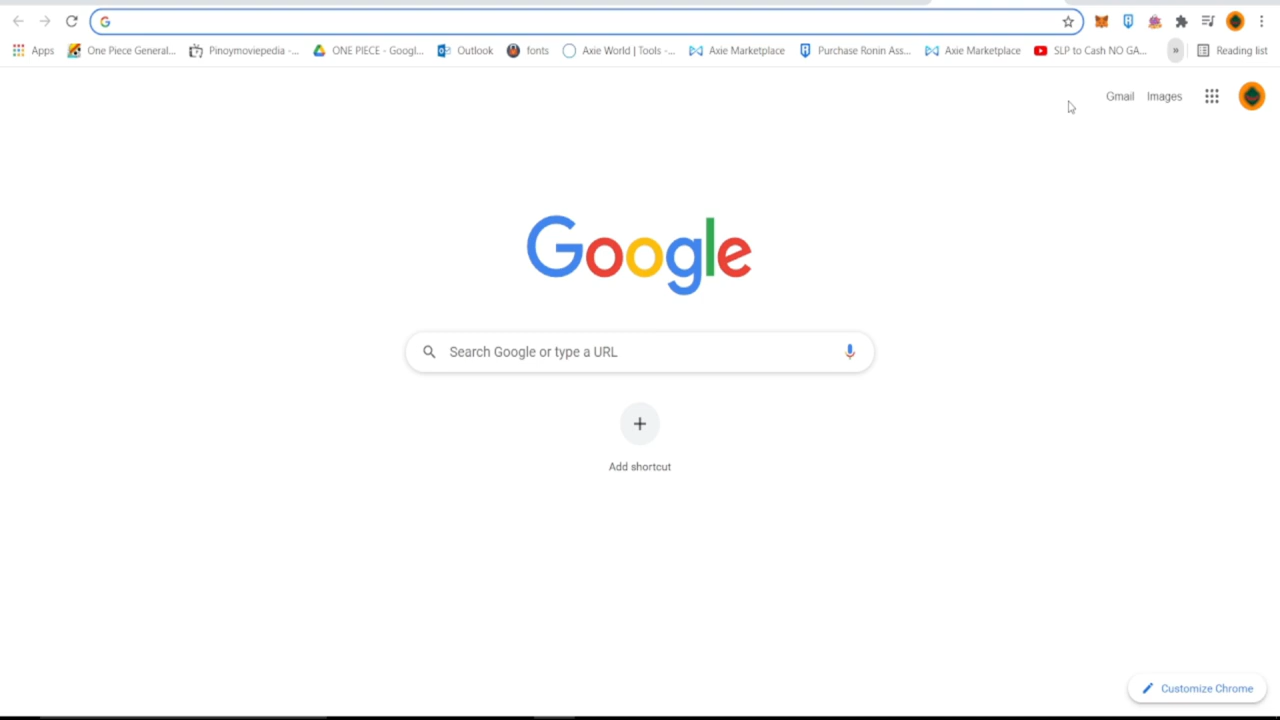 Apps One Piece General... Pinoymoviepedia -... ONE PIECE - Googl... Outlook fonts Axie World | Tools -... Axie Marketplace Purchase Ronin Ass... Axie Marketplace SLP to Cash NO GA... » Reading list
Gmail Images
Google
Search Google or type a URL
Add shortcut
Customize Chrome